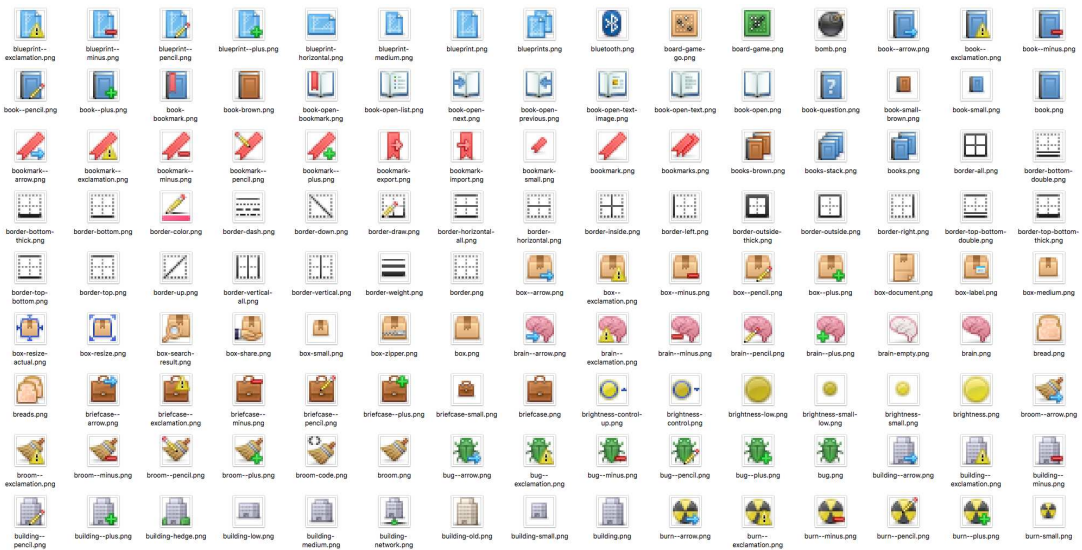 blueprint--exclamation.png
blueprint--minus.png
blueprint--pencil.png
blueprint--plus.png
blueprint-horizontal.png
blueprint-medium.png
blueprint.png
blueprints.png
bluetooth.png
board-game-go.png
board-game.png
bomb.png
book--arrow.png
book--exclamation.png
book--minus.png
book--pencil.png
book--plus.png
book-bookmark.png
book-brown.png
book-open-bookmark.png
book-open-list.png
book-open-next.png
book-open-previous.png
book-open-text-image.png
book-open-text.png
book-open.png
book-question.png
book-small-brown.png
book-small.png
book.png
bookmark--arrow.png
bookmark--exclamation.png
bookmark--minus.png
bookmark--pencil.png
bookmark--plus.png
bookmark-export.png
bookmark-import.png
bookmark-small.png
bookmark.png
bookmarks.png
books-brown.png
books-stack.png
books.png
border-all.png
border-bottom-double.png
border-bottom-thick.png
border-bottom.png
border-color.png
border-dash.png
border-down.png
border-draw.png
border-horizontal-all.png
border-horizontal.png
border-inside.png
border-left.png
border-outside-thick.png
border-outside.png
border-right.png
border-top-bottom-double.png
border-top-bottom-thick.png
border-top-bottom.png
border-top.png
border-up.png
border-vertical-all.png
border-vertical.png
border-weight.png
border.png
box--arrow.png
box--exclamation.png
box--minus.png
box--pencil.png
box--plus.png
box-document.png
box-label.png
box-medium.png
box-resize-actual.png
box-resize.png
box-search-result.png
box-share.png
box-small.png
box-zipper.png
box.png
brain--arrow.png
brain--exclamation.png
brain--minus.png
brain--pencil.png
brain--plus.png
brain-empty.png
brain.png
bread.png
breads.png
briefcase--arrow.png
briefcase--exclamation.png
briefcase--minus.png
briefcase--pencil.png
briefcase--plus.png
briefcase-small.png
briefcase.png
brightness-control-up.png
brightness-control.png
brightness-low.png
brightness-small-low.png
brightness-small.png
brightness.png
broom--arrow.png
broom--exclamation.png
broom--minus.png
broom--pencil.png
broom--plus.png
broom-code.png
broom.png
bug--arrow.png
bug--exclamation.png
bug--minus.png
bug--pencil.png
bug--plus.png
bug.png
building--arrow.png
building--exclamation.png
building--minus.png
building--pencil.png
building--plus.png
building-hedge.png
building-low.png
building-medium.png
building-network.png
building-old.png
building-small.png
building.png
burn--arrow.png
burn--exclamation.png
burn--minus.png
burn--pencil.png
burn--plus.png
burn-small.png